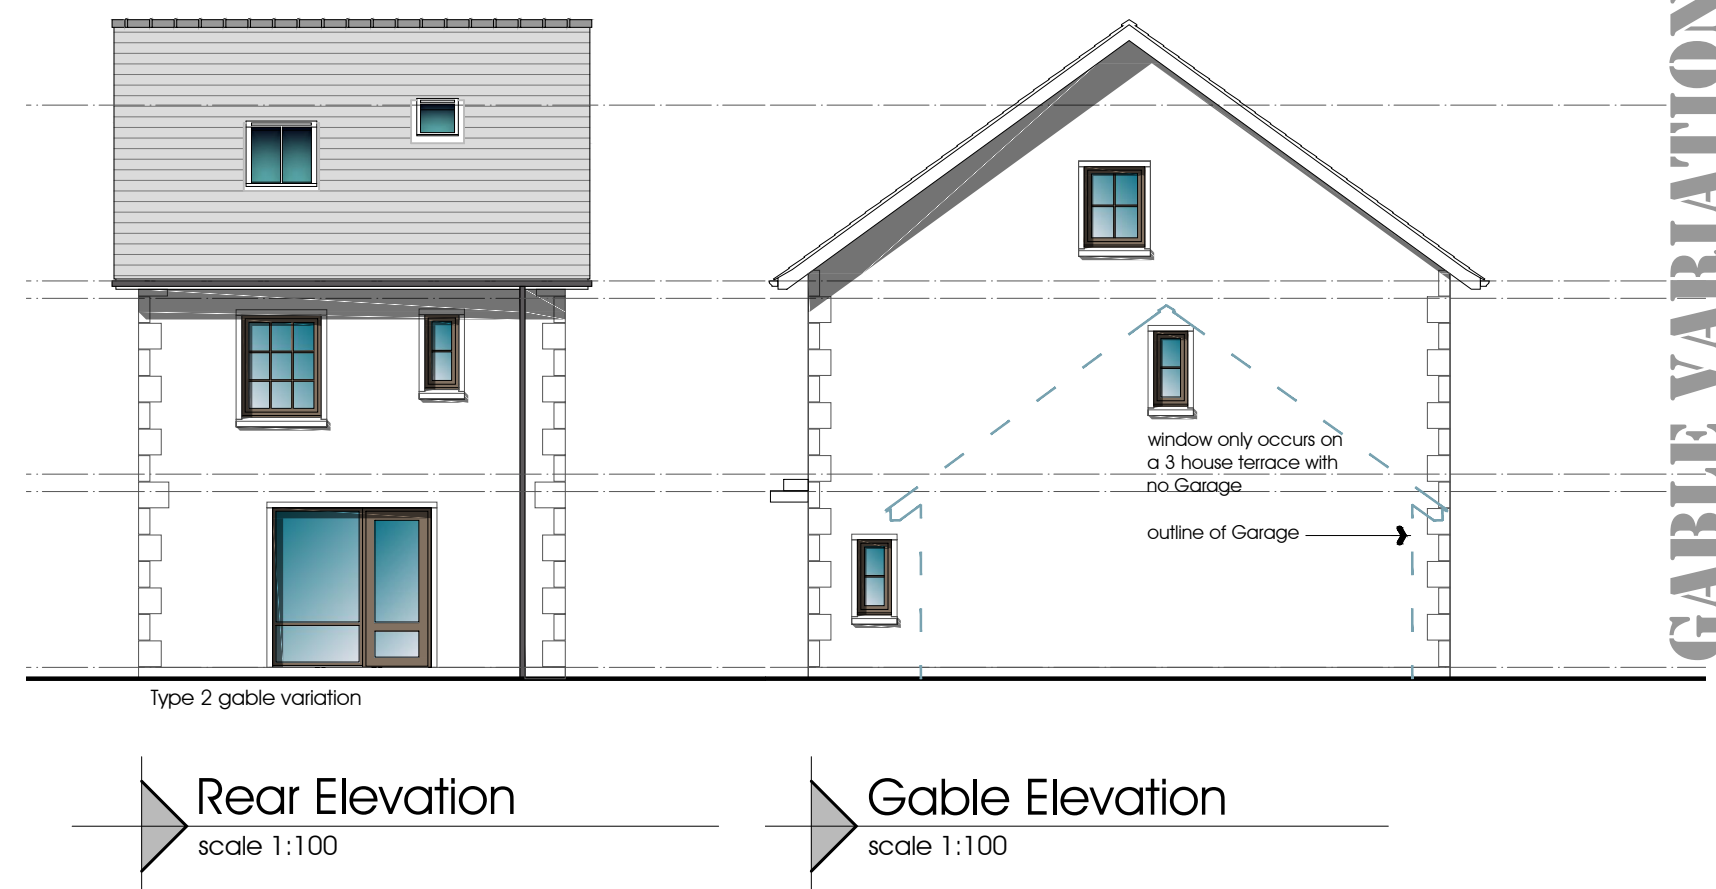 GABLE VARIATION
window only occurs on
a 3 house terrace with
no Garage
outline of Garage
Type 2 gable variation
Rear Elevation
scale 1:100
Gable Elevation
scale 1:100